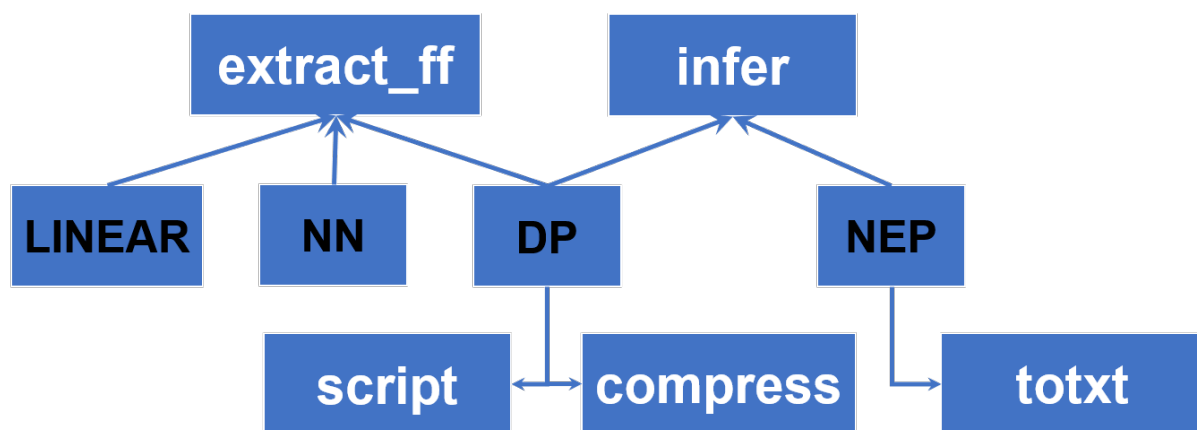 extract_ff
infer
LINEAR
NN
DP
NEP
script
compress
totxt